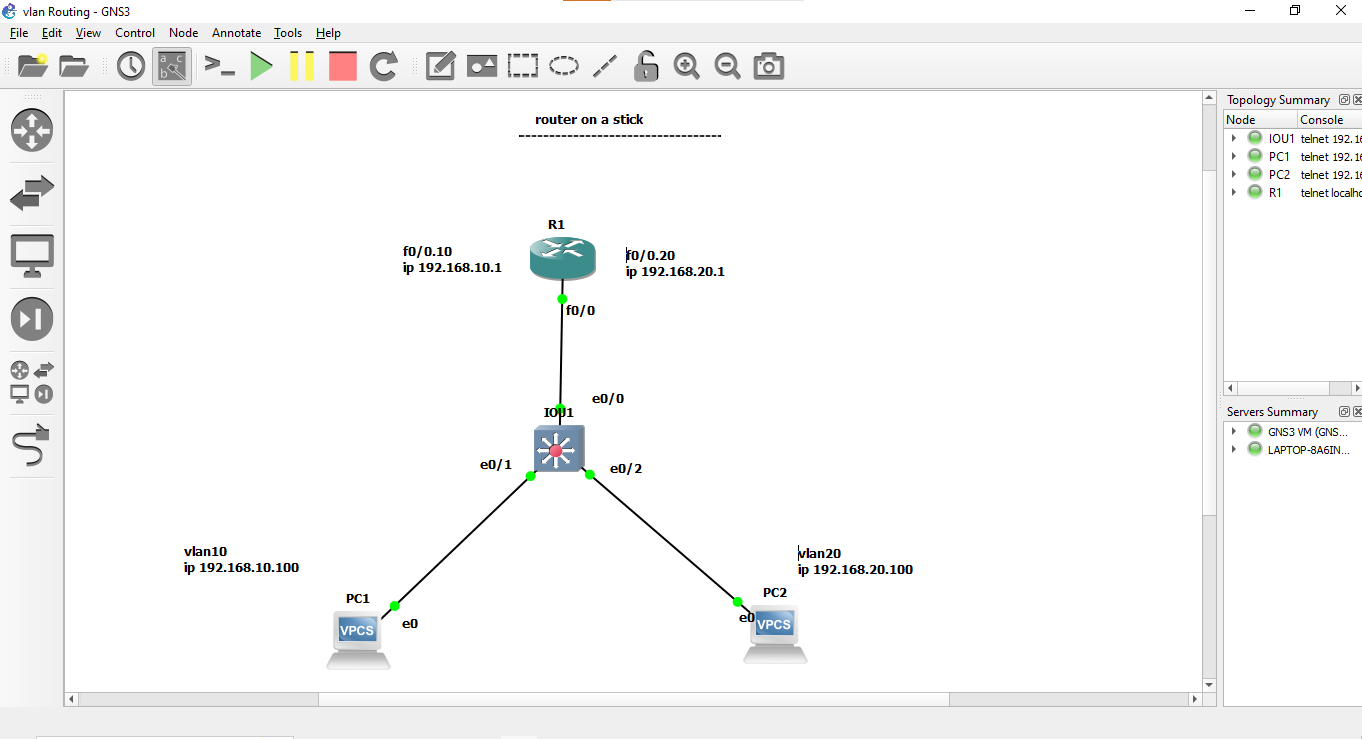 vlan Routing - GNS3
File Edit View Control Node Annotate Tools Help
router on a stick
R1
f0/0.10
ip 192.168.10.1
f0/0.20
ip 192.168.20.1
f0/0
e0/0
IOU1
e0/1
e0/2
vlan10
ip 192.168.10.100
vlan20
ip 192.168.20.100
PC1
VPCS
e0
PC2
VPCS
e0
Topology Summary
Node Console
IOU1 telnet 192.16
PC1 telnet 192.16
PC2 telnet 192.16
R1 telnet localho
Servers Summary
GNS3 VM (GNS...
LAPTOP-8A6IN...